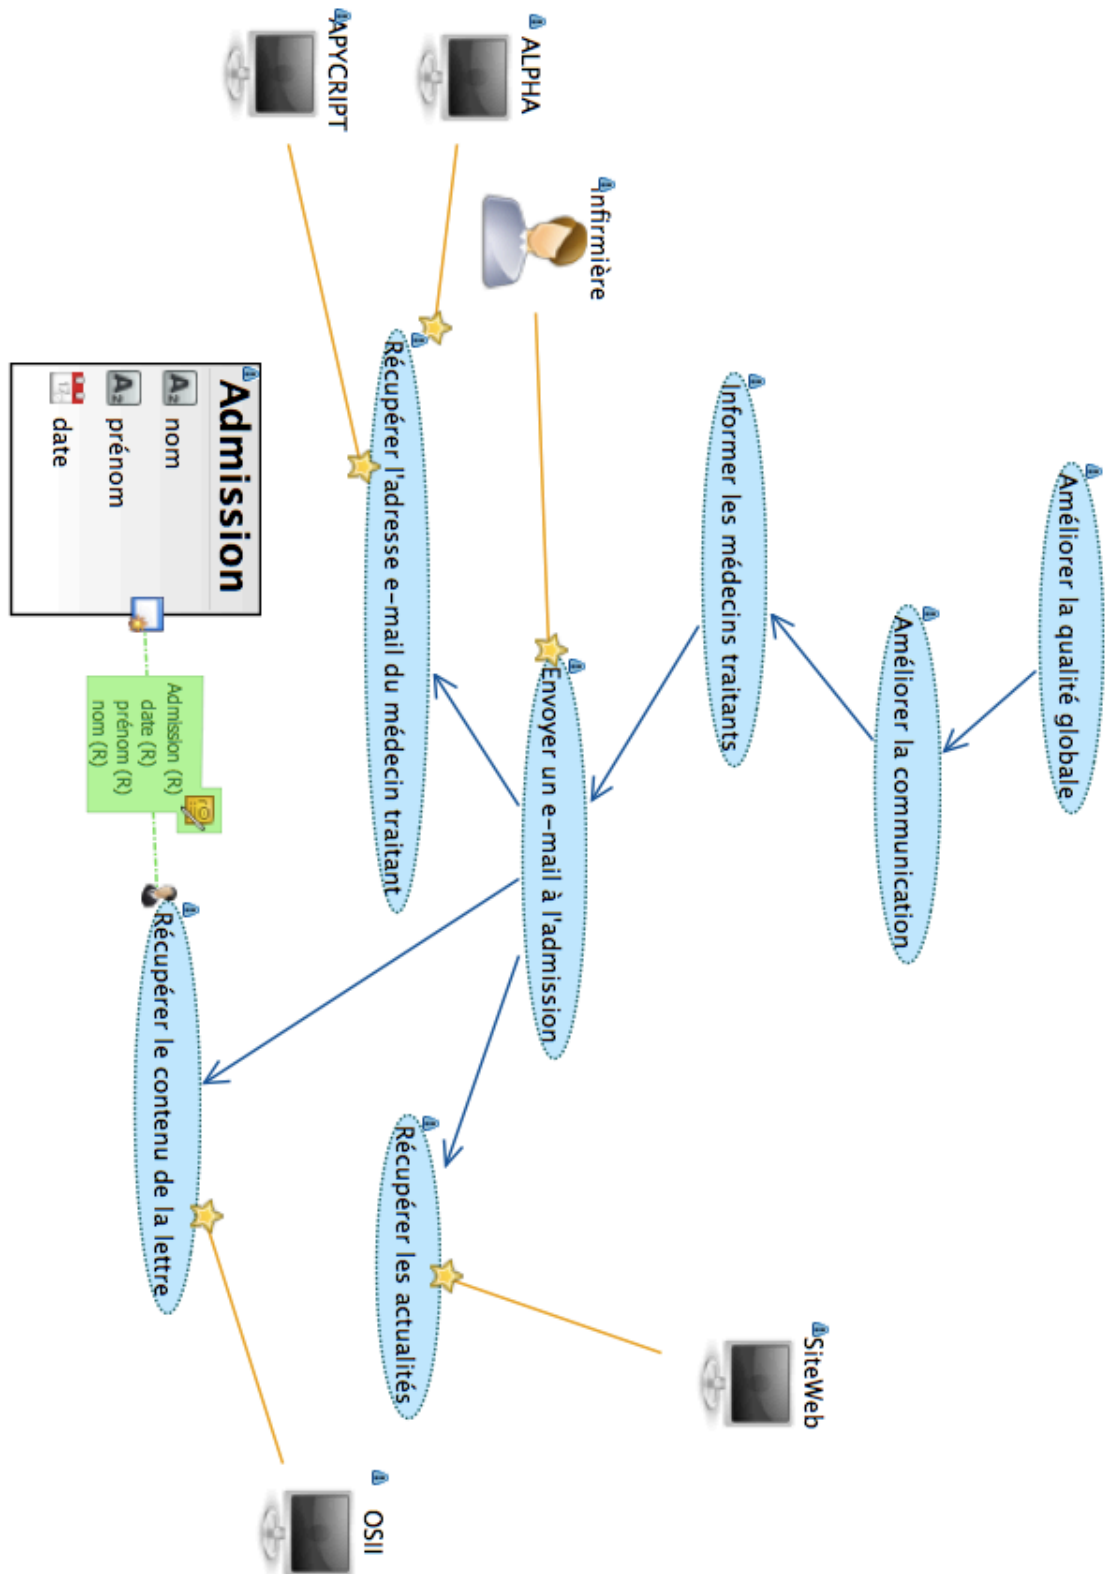 Améliorer la qualité globale
Améliorer la communication
Informer les médecins traitants
SiteWeb
Infirmière
Envoyer un e-mail à l'admission
ALPHA
APYCRIPT
Récupérer l'adresse e-mail du médecin traitant
Récupérer les actualités
OSII
Admission
nom
prénom
date
Admission (R)
date (R)
prénom (R)
nom (R)
Récupérer le contenu de la lettre